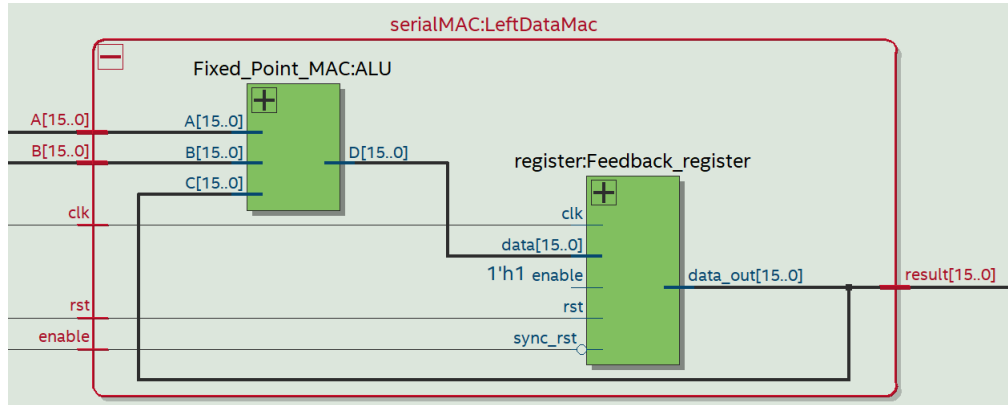 serialMAC:LeftDataMac
Fixed_Point_MAC:ALU
A[15..0]
A[15..0]
B[15..0]
B[15..0]
D[15..0]
C[15..0]
register:Feedback_register
clk
clk
data[15..0]
1'h1 enable
data_out[15..0]
result[15..0]
rst
rst
enable
sync_rst